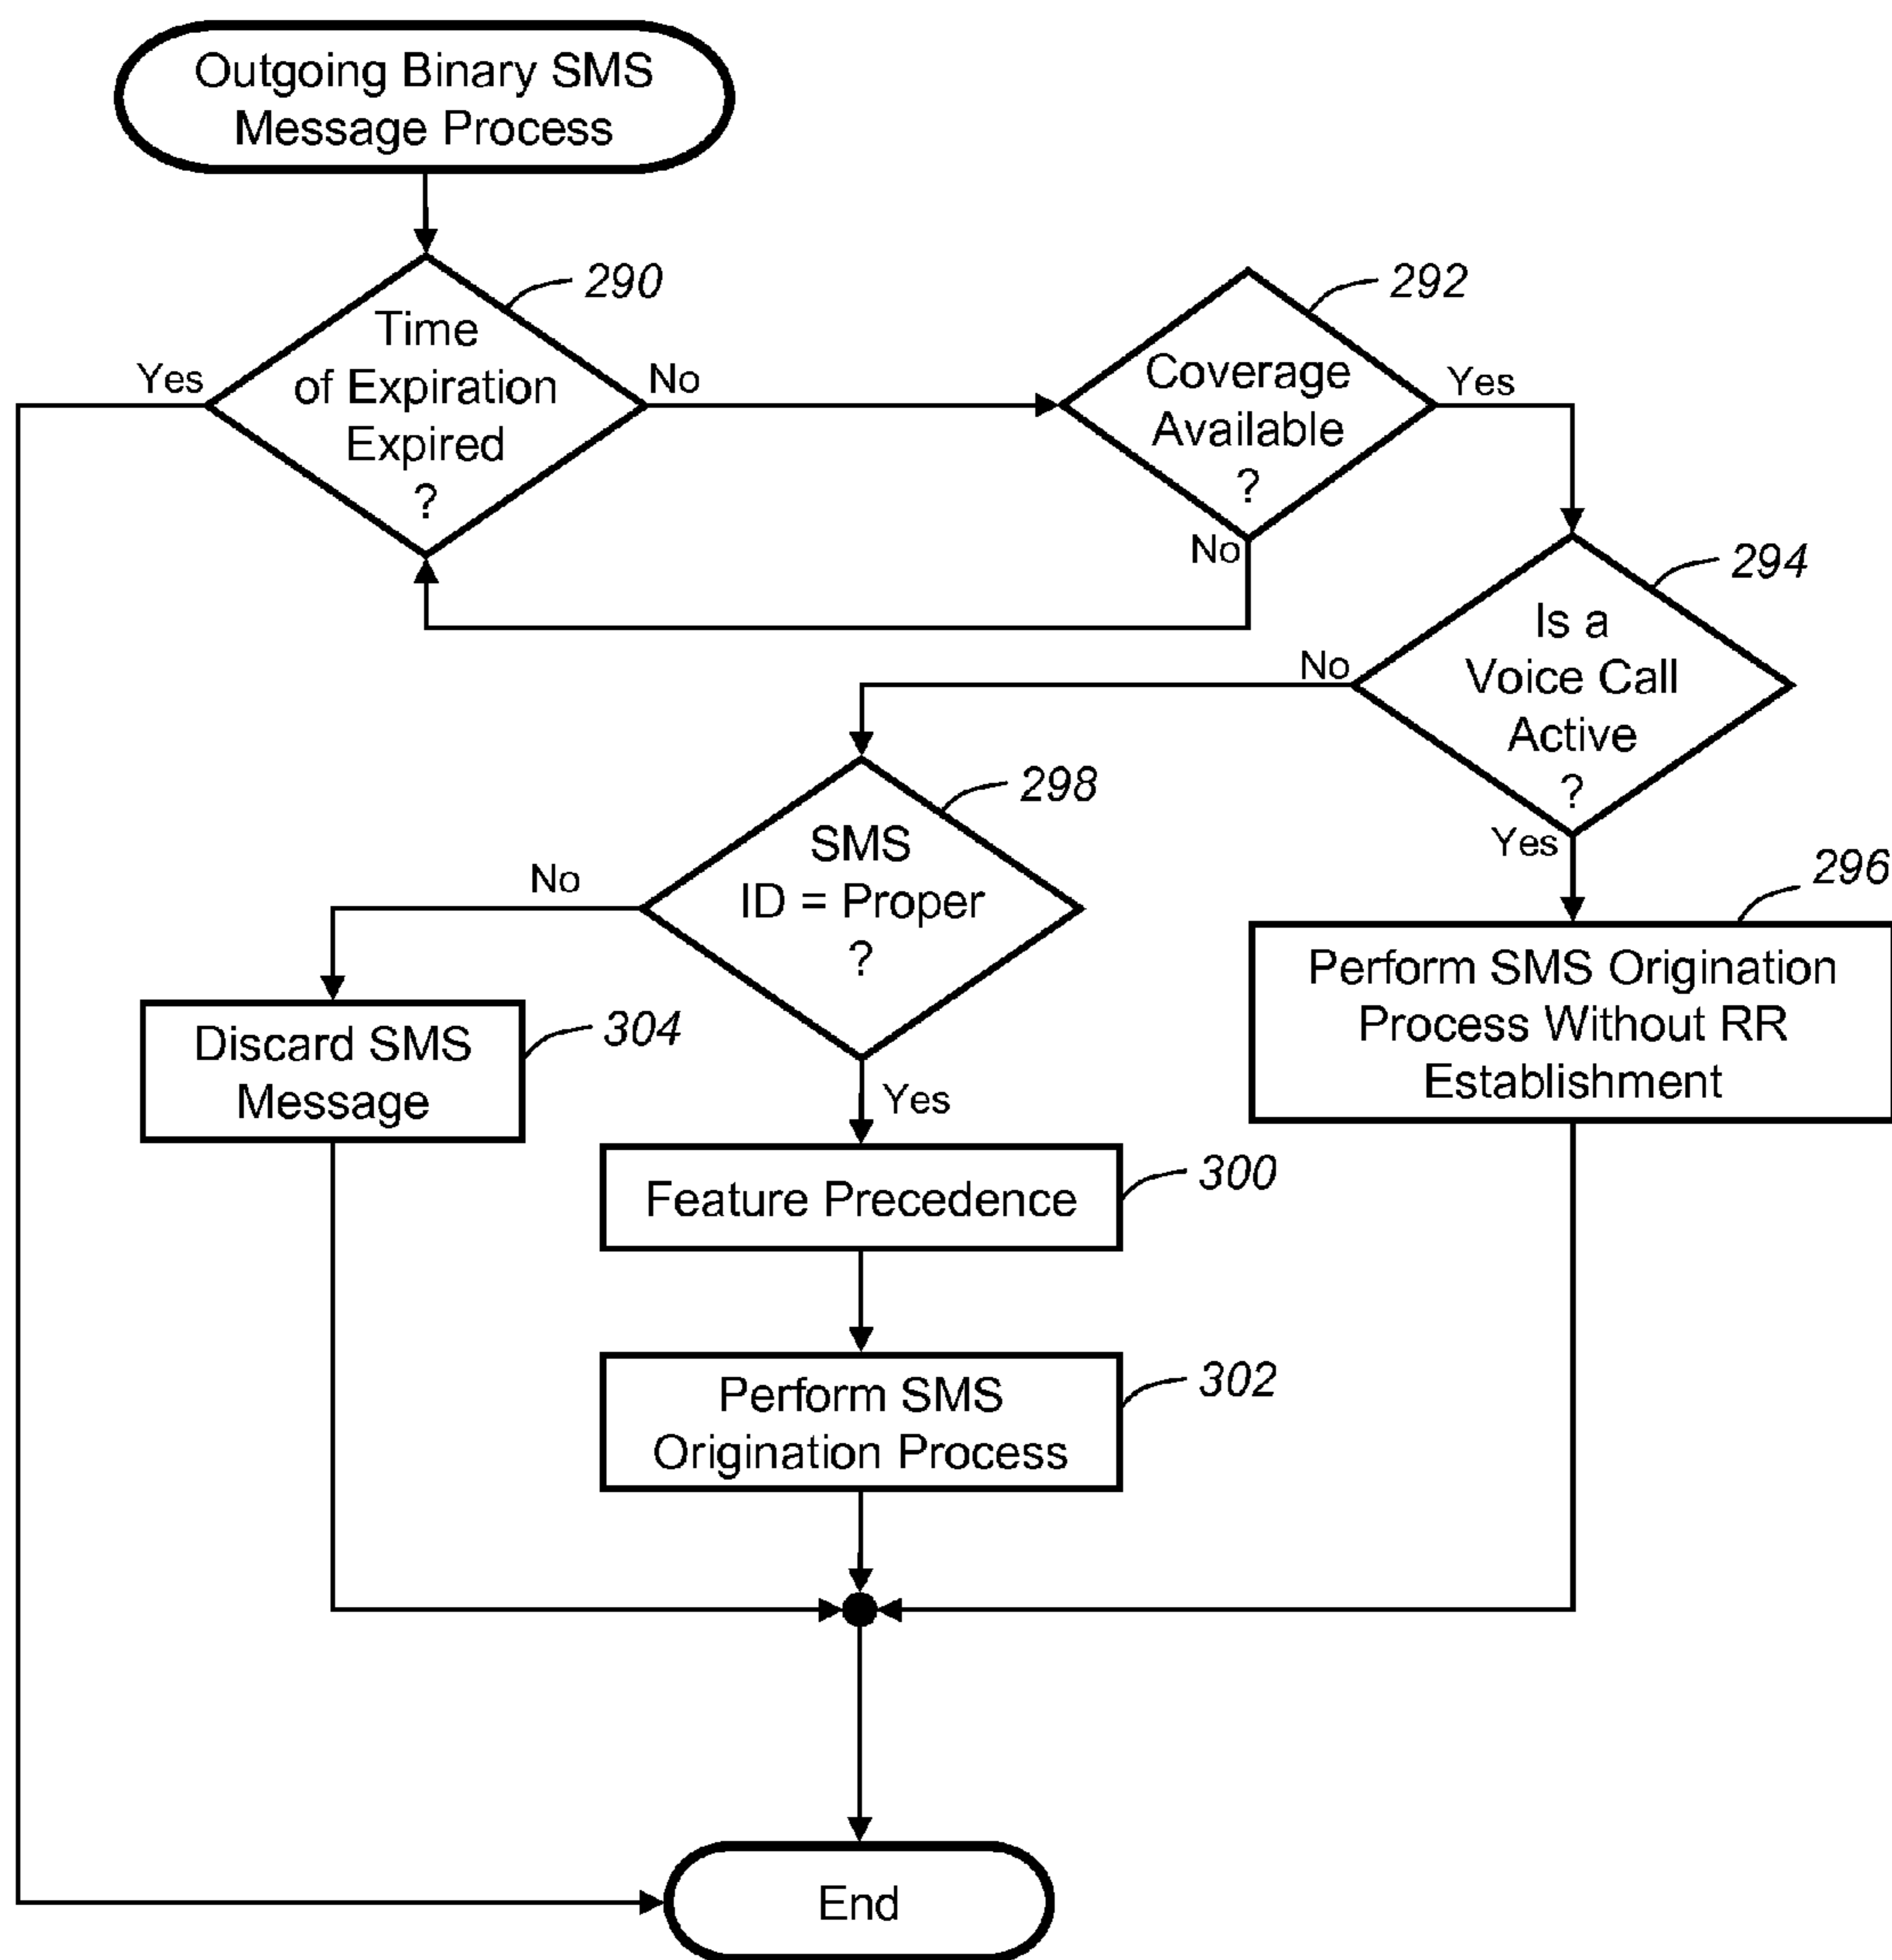 Outgoing Binary SMS
Message Process
290
Time
of Expiration
Expired
?
Yes
No
292
Coverage
Available
?
Yes
No
294
Is a
Voice Call
Active
?
No
Yes
298
SMS
ID = Proper
?
No
Yes
296
Perform SMS Origination
Process Without RR
Establishment
Discard SMS
Message
304
Feature Precedence
300
Perform SMS
Origination Process
302
End